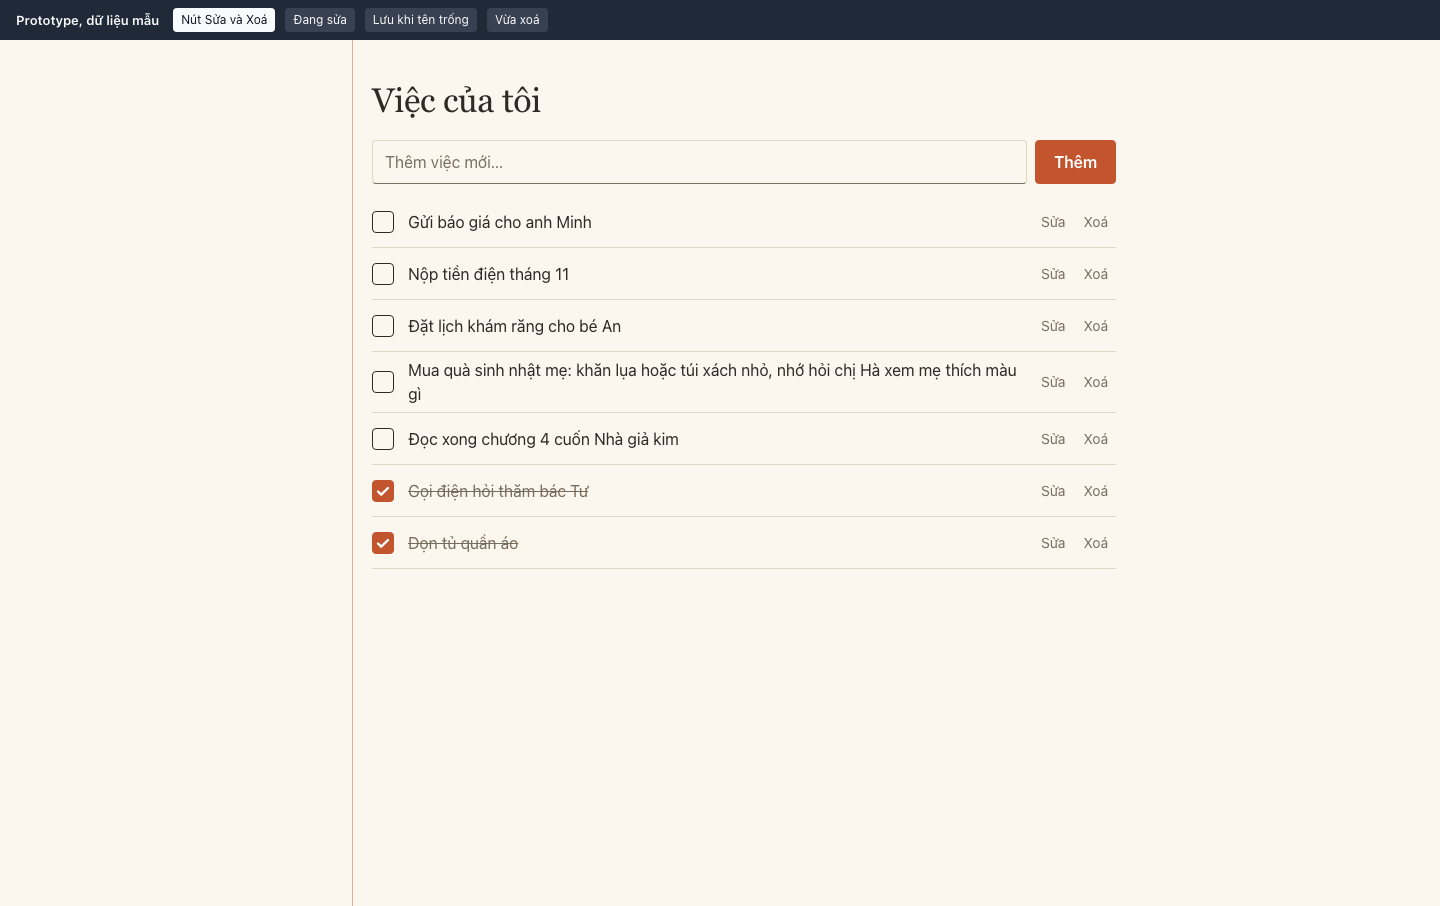 Prototype, dữ liệu mẫu Nút Sửa và Xoá Đang sửa Lưu khi tên trống Vừa xoá
Việc của tôi
Thêm việc mới... Thêm
Gửi báo giá cho anh Minh Sửa Xoá
Nộp tiền điện tháng 11 Sửa Xoá
Đặt lịch khám răng cho bé An Sửa Xoá
Mua quà sinh nhật mẹ: khăn lụa hoặc túi xách nhỏ, nhớ hỏi chị Hà xem mẹ thích màu
gì Sửa Xoá
Đọc xong chương 4 cuốn Nhà giả kim Sửa Xoá
Gọi điện hỏi thăm bác Tư Sửa Xoá
Dọn tủ quần áo Sửa Xoá